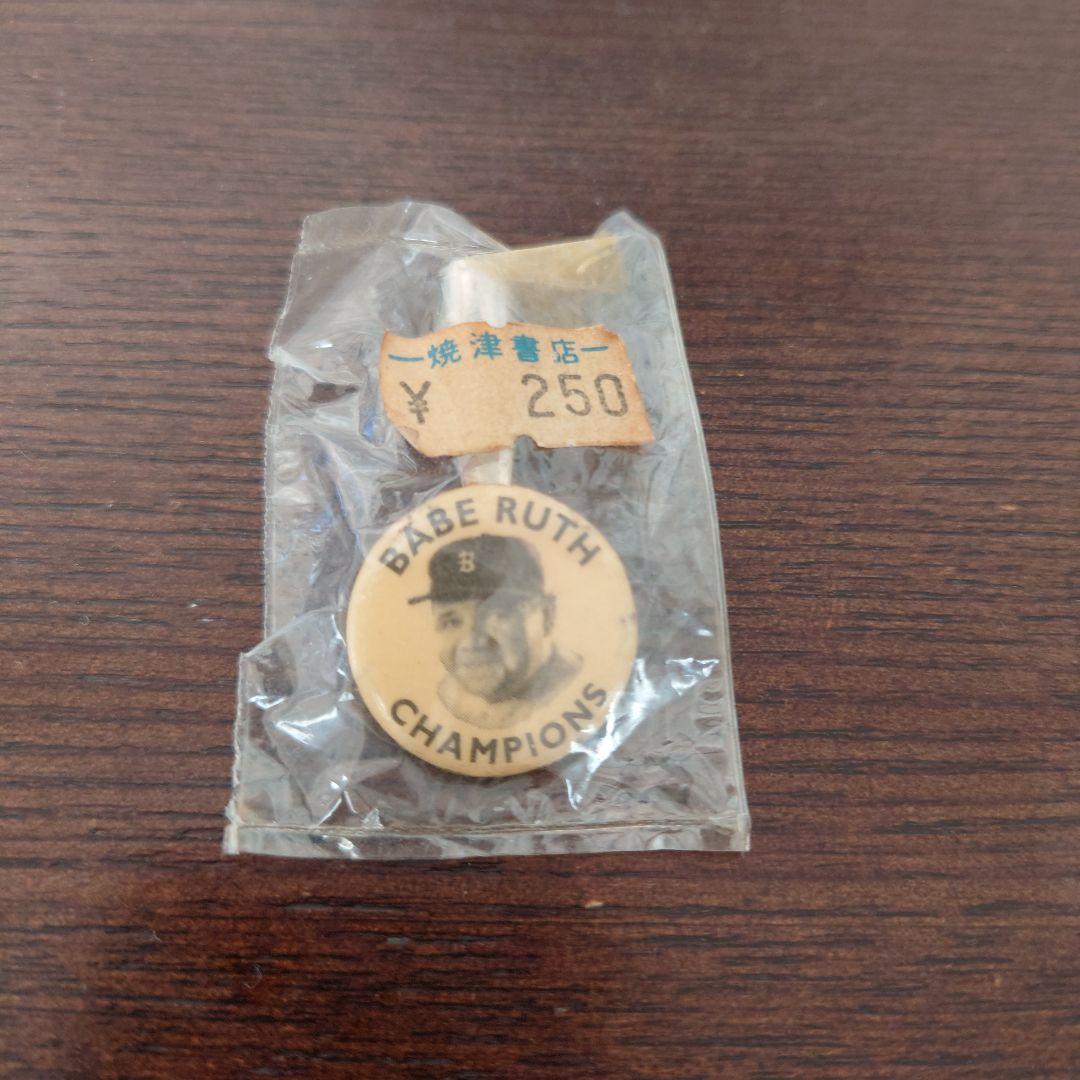 焼津書店
¥ 250
BABE RUTH
B
CHAMPIONS